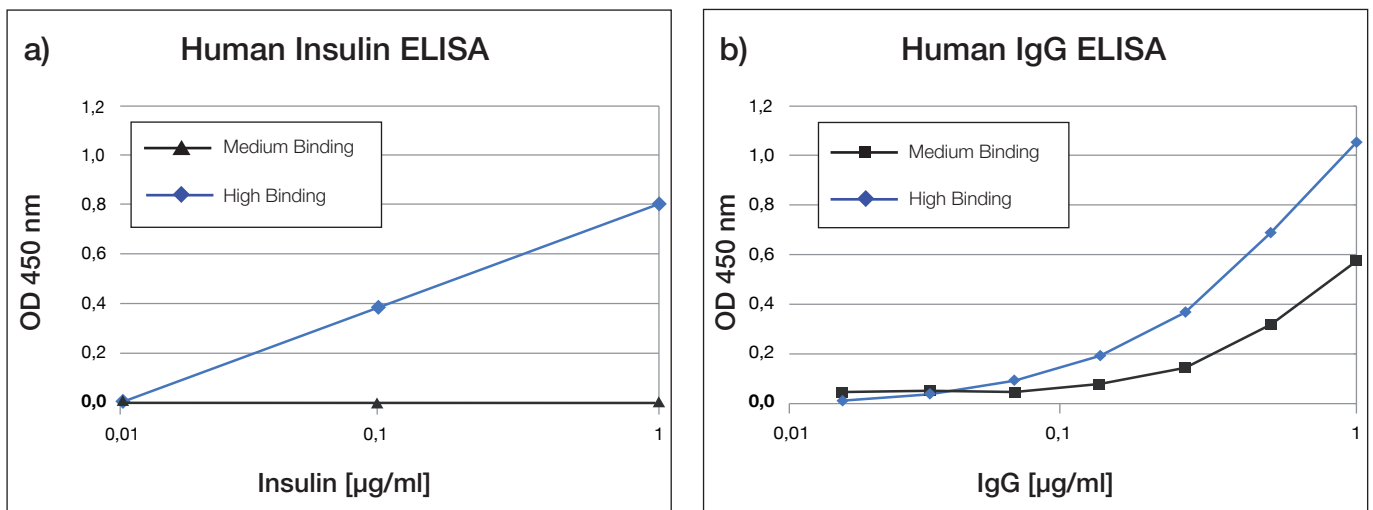 a)
Human Insulin ELISA
1,2
1,0
0,8
0,6
0,4
0,2
0,0
OD 450 nm
Medium Binding
High Binding
0,01
0,1
1
Insulin [µg/ml]
b)
Human IgG ELISA
1,2
1,0
0,8
0,6
0,4
0,2
0,0
OD 450 nm
Medium Binding
High Binding
0,01
0,1
1
IgG [µg/ml]